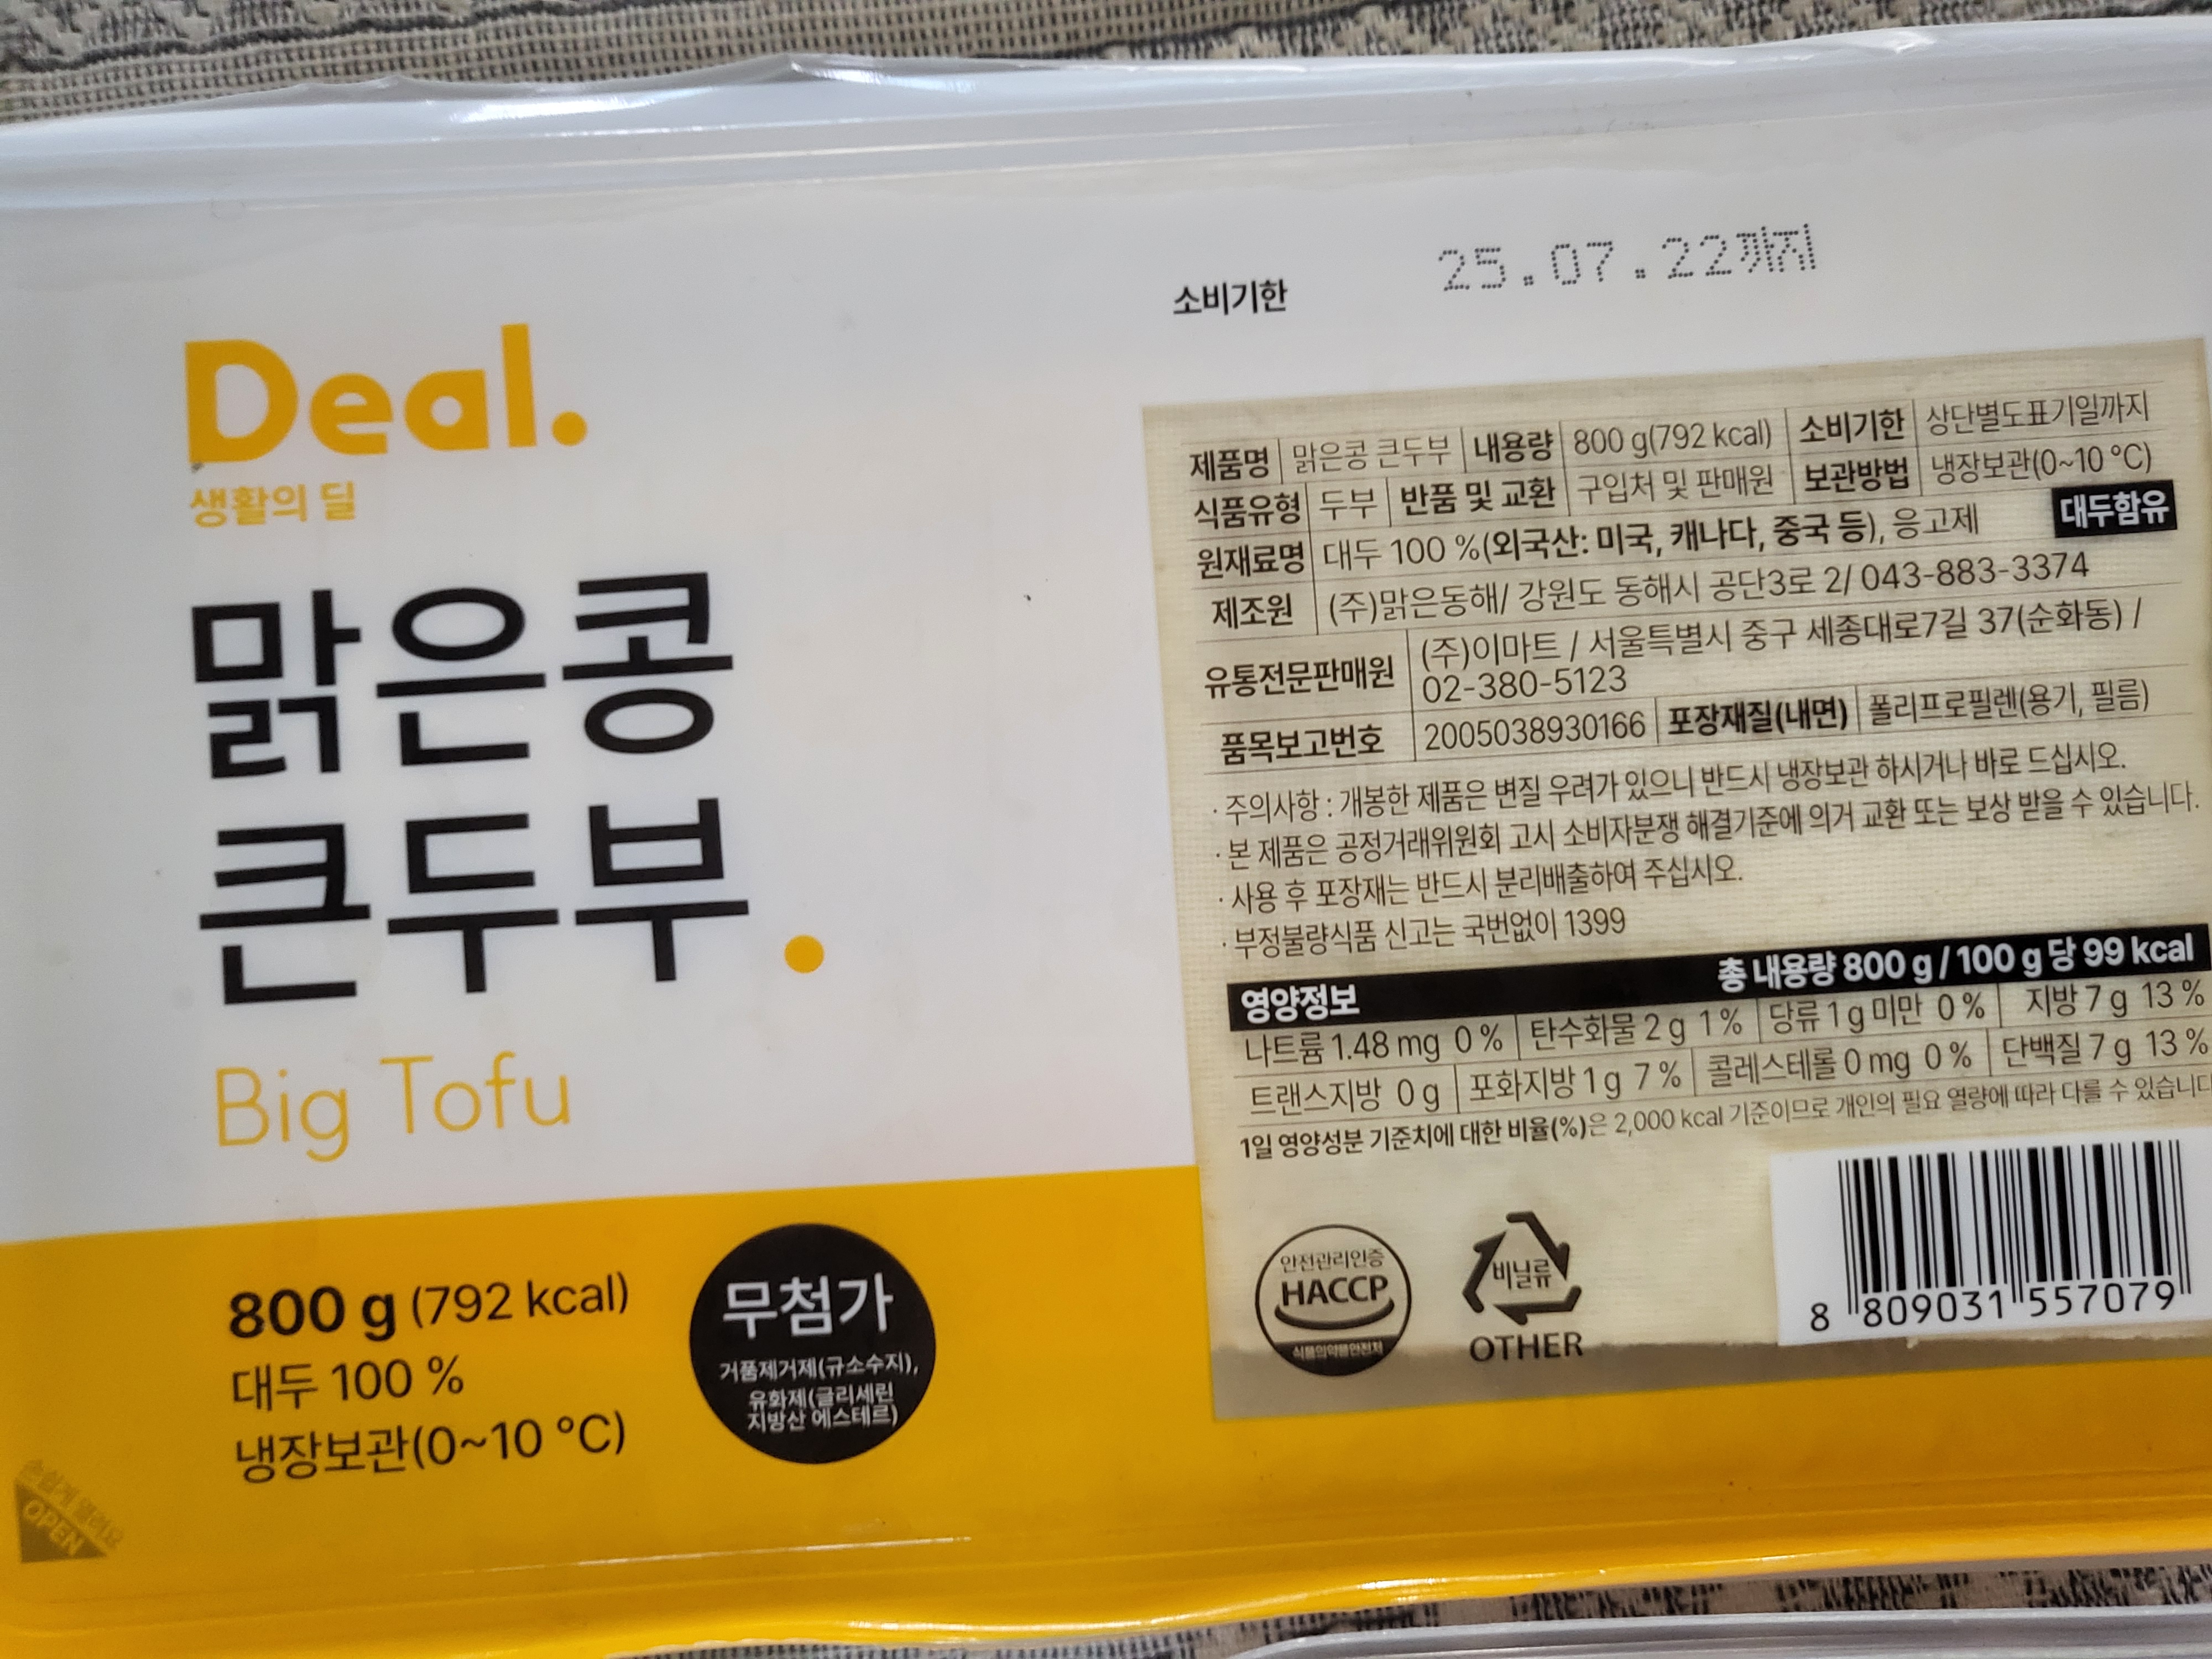 Deal.
생활의 딜
맑은콩
큰두부.
Big Tofu
800 g (792 kcal)
대두 100 %
냉장보관(0~10 °C)
무첨가
거품제거제(규소수지),
유화제(글리세린
지방산 에스테르)
손쉽게 열려요
OPEN
소비기한 25.07.22까지
제품명 맑은콩 큰두부 내용량 800 g(792 kcal) 소비기한 상단별도표기일까지
식품유형 두부 반품 및 교환 구입처 및 판매원 보관방법 냉장보관(0~10 °C)
원재료명 대두 100 %(외국산: 미국, 캐나다, 중국 등), 응고제 대두함유
제조원 (주)맑은동해/ 강원도 동해시 공단3로 2/ 043-883-3374
유통전문판매원 (주)이마트 / 서울특별시 중구 세종대로7길 37(순화동) /
02-380-5123
품목보고번호 2005038930166 포장재질(내면) 폴리프로필렌(용기, 필름)
· 주의사항 : 개봉한 제품은 변질 우려가 있으니 반드시 냉장보관 하시거나 바로 드십시오.
· 본 제품은 공정거래위원회 고시 소비자분쟁 해결기준에 의거 교환 또는 보상 받을 수 있습니다.
· 사용 후 포장재는 반드시 분리배출하여 주십시오.
· 부정불량식품 신고는 국번없이 1399
영양정보 총 내용량 800 g / 100 g 당 99 kcal
나트륨 1.48 mg 0 % 탄수화물 2 g 1 % 당류 1 g 미만 0 % 지방 7 g 13 %
트랜스지방 0 g 포화지방 1 g 7 % 콜레스테롤 0 mg 0 % 단백질 7 g 13 %
1일 영양성분 기준치에 대한 비율(%)은 2,000 kcal 기준이므로 개인의 필요 열량에 따라 다를 수 있습니다
안전관리인증
HACCP
식품의약품안전처
비닐류
OTHER
8 809031 557079